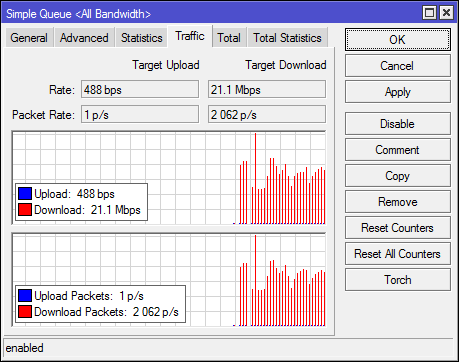 Simple Queue <All Bandwidth>
General Advanced Statistics Traffic Total Total Statistics
Target Upload Target Download
Rate: 488 bps 21.1 Mbps
Packet Rate: 1 p/s 2 062 p/s
Upload: 488 bps
Download: 21.1 Mbps
Upload Packets: 1 p/s
Download Packets: 2 062 p/s
OK
Cancel
Apply
Disable
Comment
Copy
Remove
Reset Counters
Reset All Counters
Torch
enabled